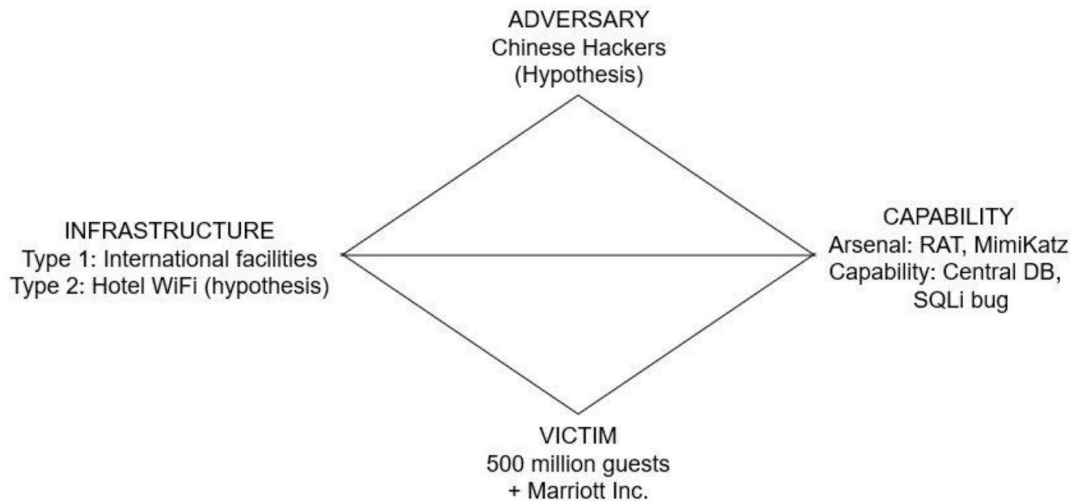 ADVERSARY
Chinese Hackers
(Hypothesis)
INFRASTRUCTURE
Type 1: International facilities
Type 2: Hotel WiFi (hypothesis)
CAPABILITY
Arsenal: RAT, MimiKatz
Capability: Central DB,
SQLi bug
VICTIM
500 million guests
+ Marriott Inc.